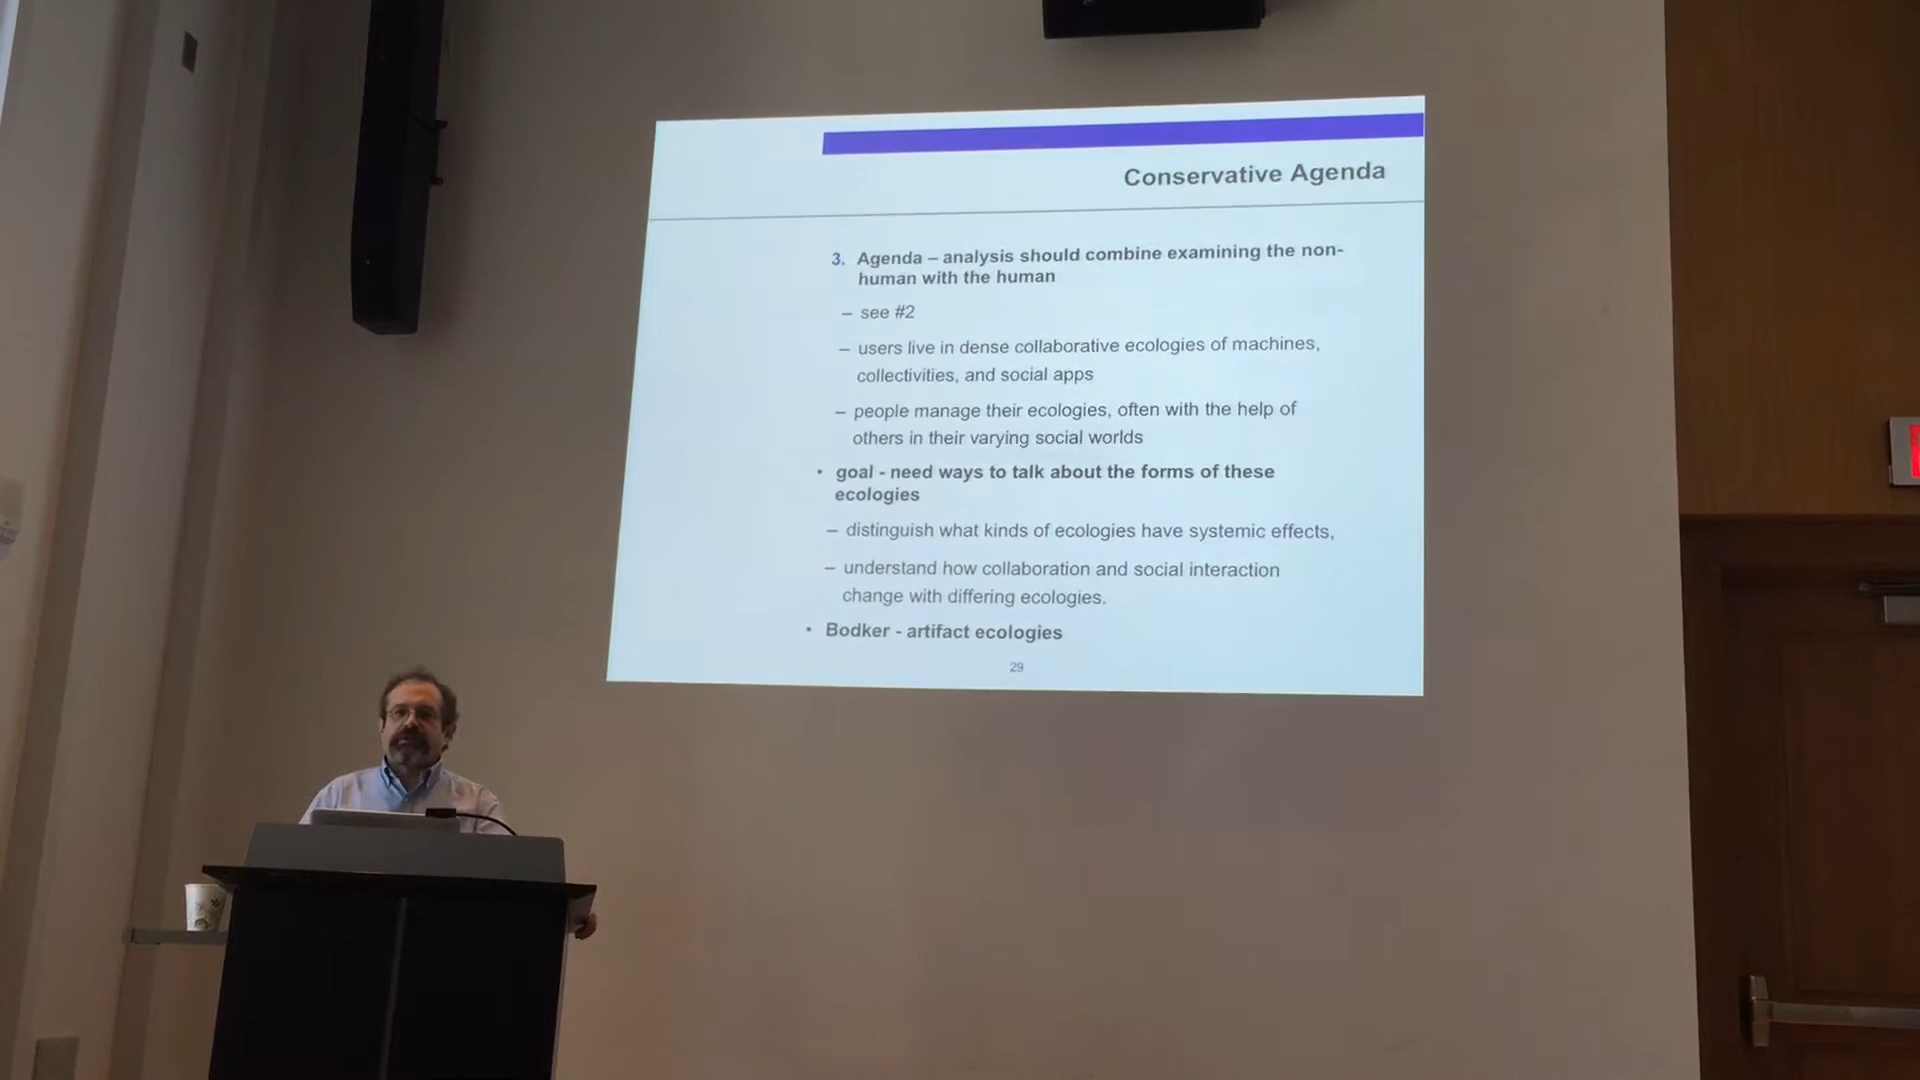 Conservative Agenda
3. Agenda – analysis should combine examining the non-
human with the human
– see #2
– users live in dense collaborative ecologies of machines,
collectivities, and social apps
– people manage their ecologies, often with the help of
others in their varying social worlds
• goal - need ways to talk about the forms of these
ecologies
– distinguish what kinds of ecologies have systemic effects,
– understand how collaboration and social interaction
change with differing ecologies.
• Bodker - artifact ecologies
29